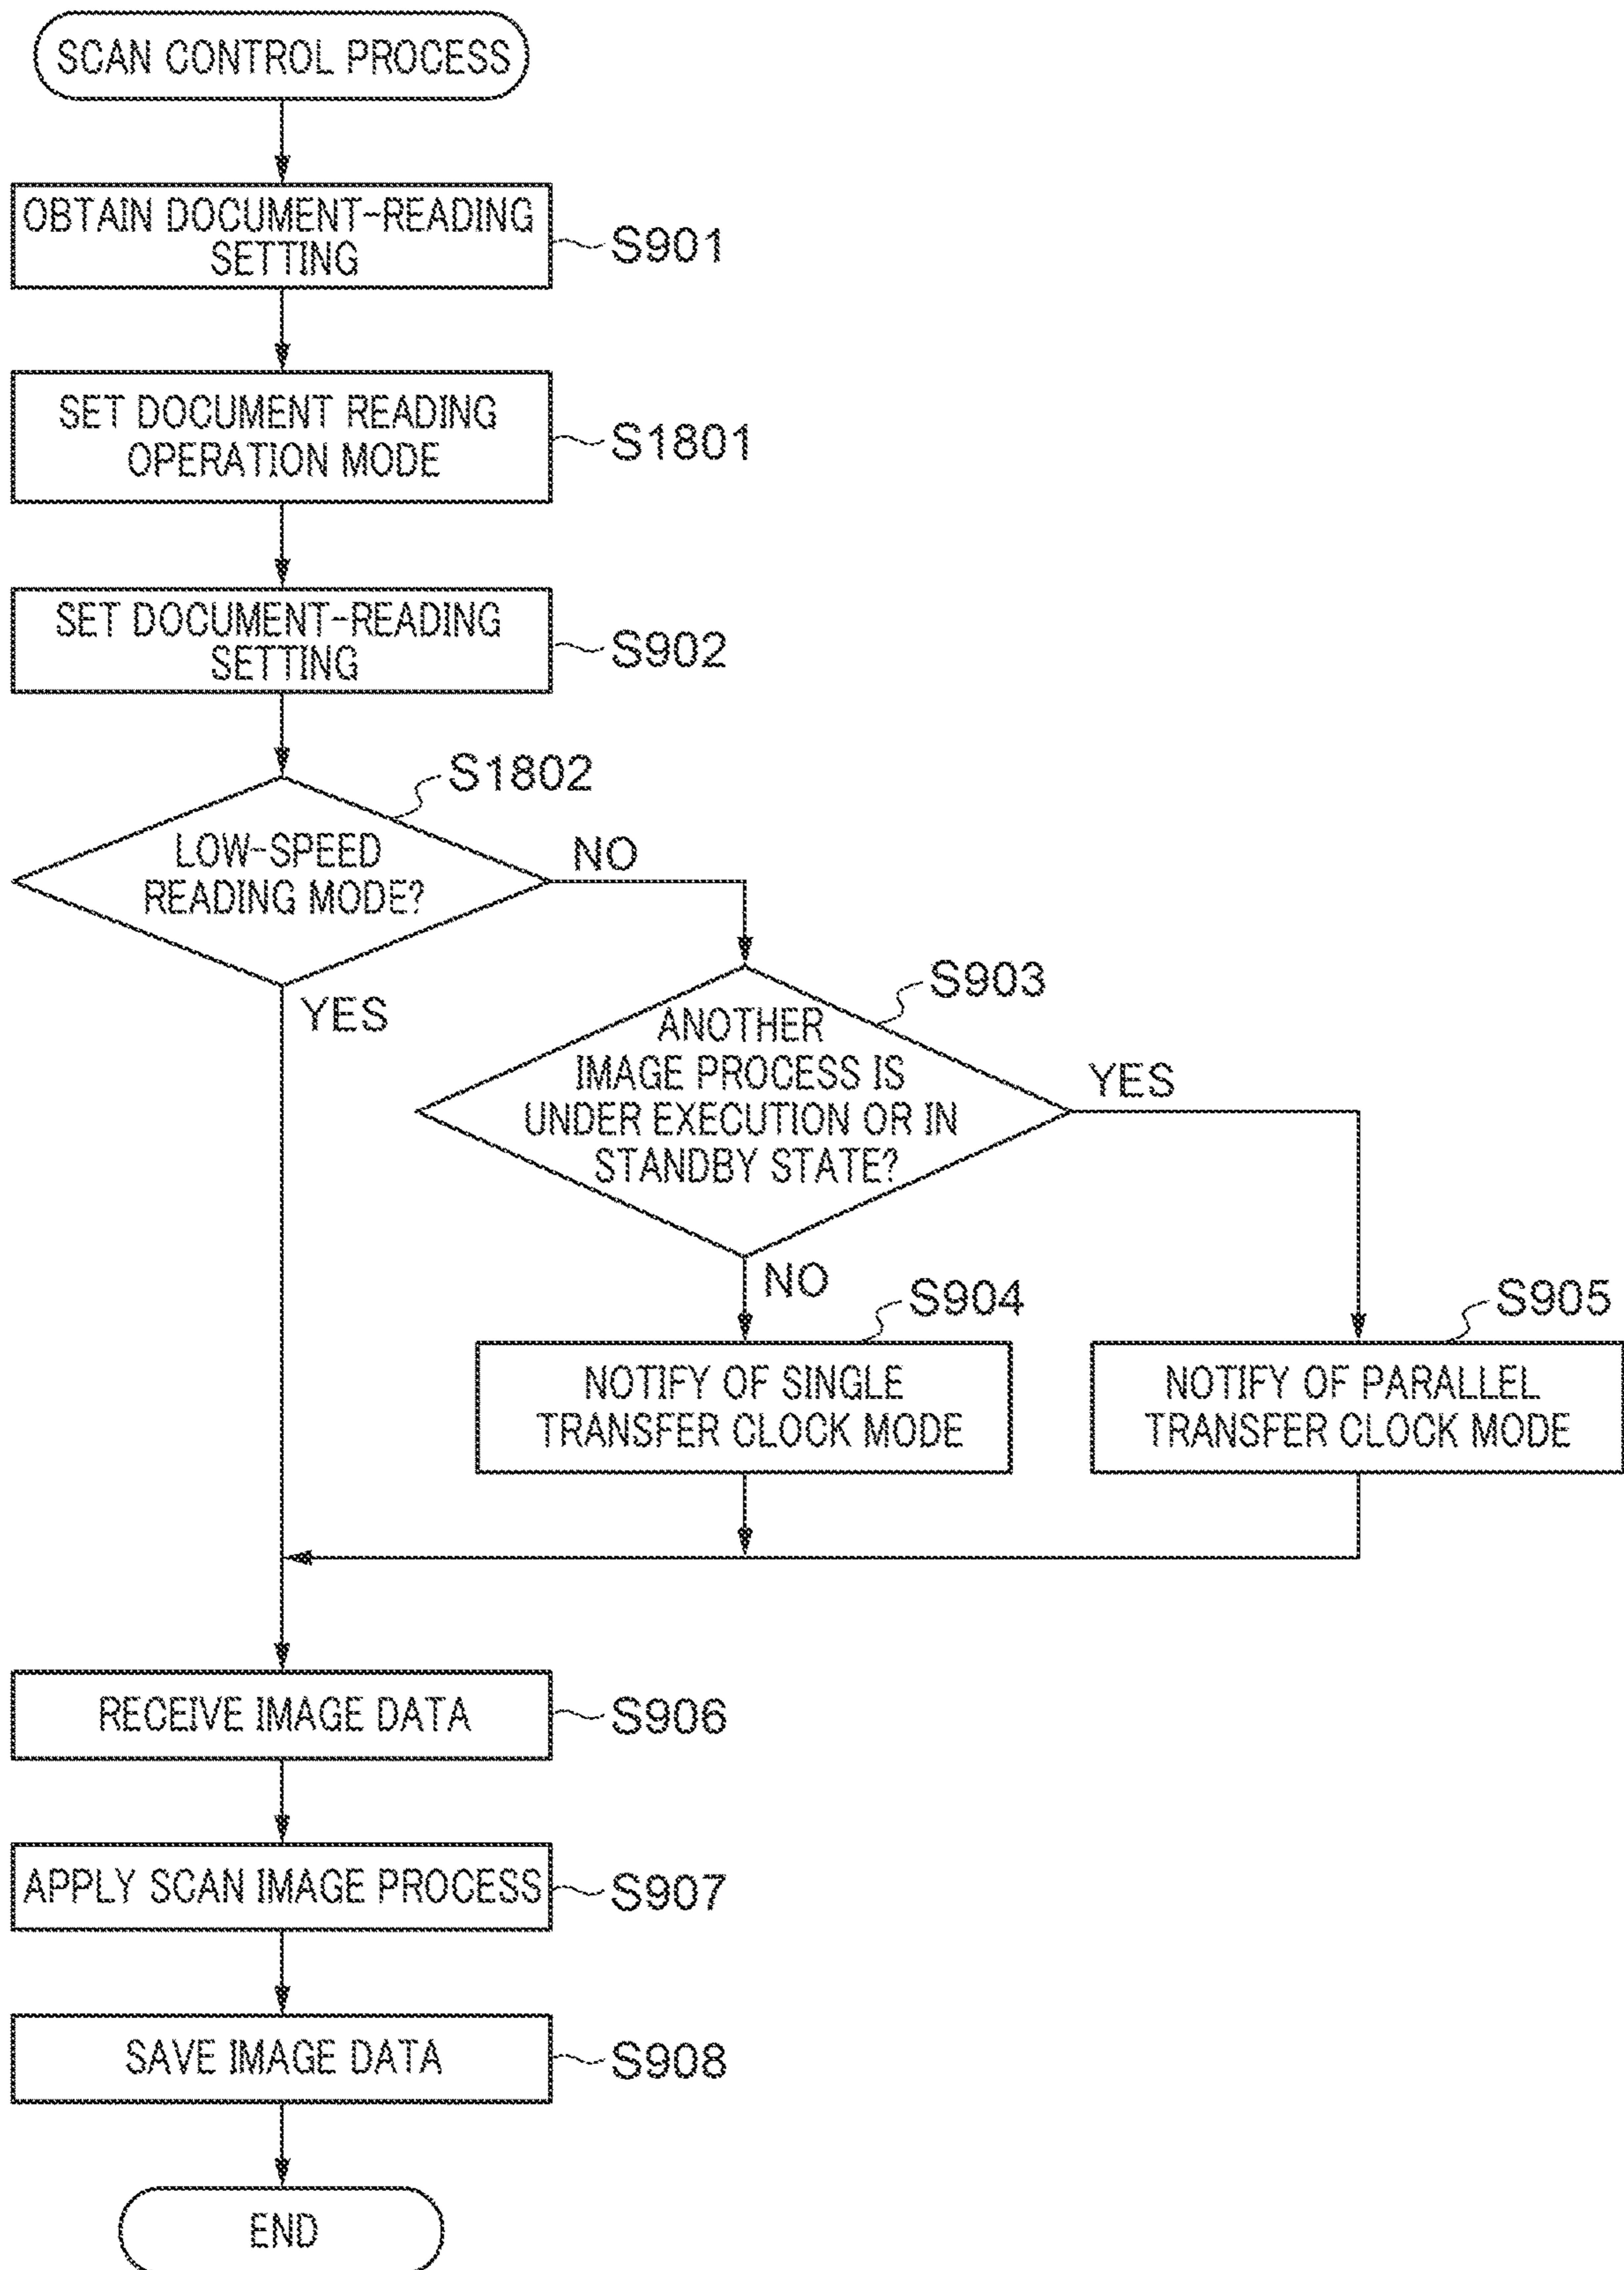 SCAN CONTROL PROCESS
OBTAIN DOCUMENT-READING
SETTING
S901
SET DOCUMENT READING
OPERATION MODE
S1801
SET DOCUMENT-READING
SETTING
S902
S1802
LOW-SPEED
READING MODE?
NO
YES
S903
ANOTHER
IMAGE PROCESS IS
UNDER EXECUTION OR IN
STANDBY STATE?
YES
NO
S904
NOTIFY OF SINGLE
TRANSFER CLOCK MODE
S905
NOTIFY OF PARALLEL
TRANSFER CLOCK MODE
RECEIVE IMAGE DATA
S906
APPLY SCAN IMAGE PROCESS
S907
SAVE IMAGE DATA
S908
END